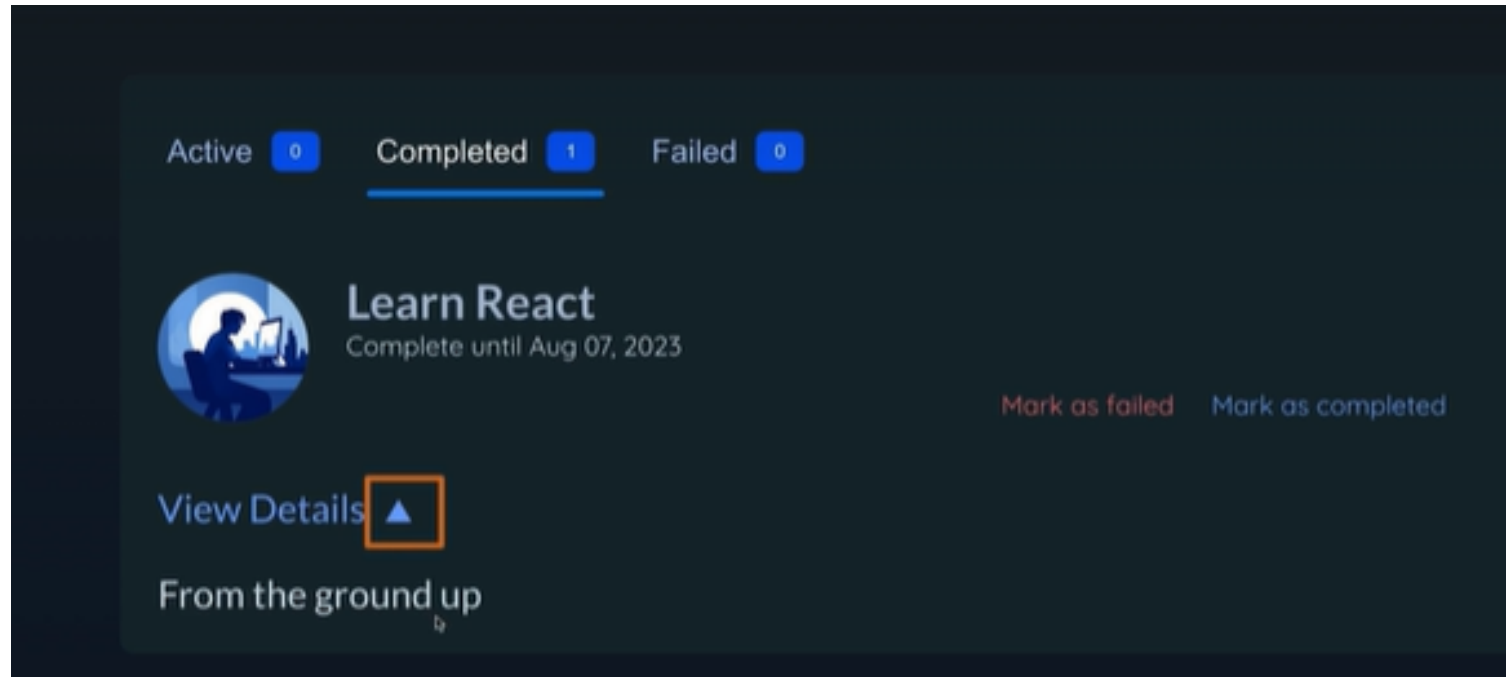 Active 0 Completed 1 Failed 0
Learn React
Complete until Aug 07, 2023
Mark as failed Mark as completed
View Details ▲
From the ground up